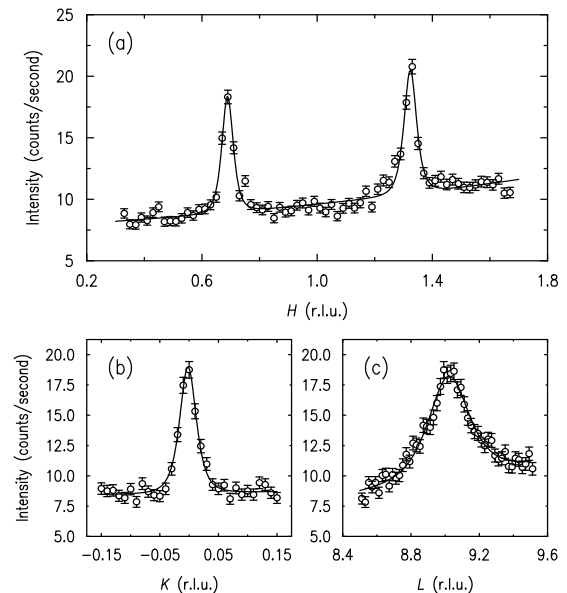 25
20
15
10
5
Intensity (counts/second)
(a)
0.2 0.6 1.0 1.4 1.8
H (r.l.u.)
20.0
17.5
15.0
12.5
10.0
7.5
5.0
Intensity (counts/second)
(b)
−0.15 −0.05 0.05 0.15
K (r.l.u.)
20.0
17.5
15.0
12.5
10.0
7.5
5.0
(c)
8.4 8.8 9.2 9.6
L (r.l.u.)